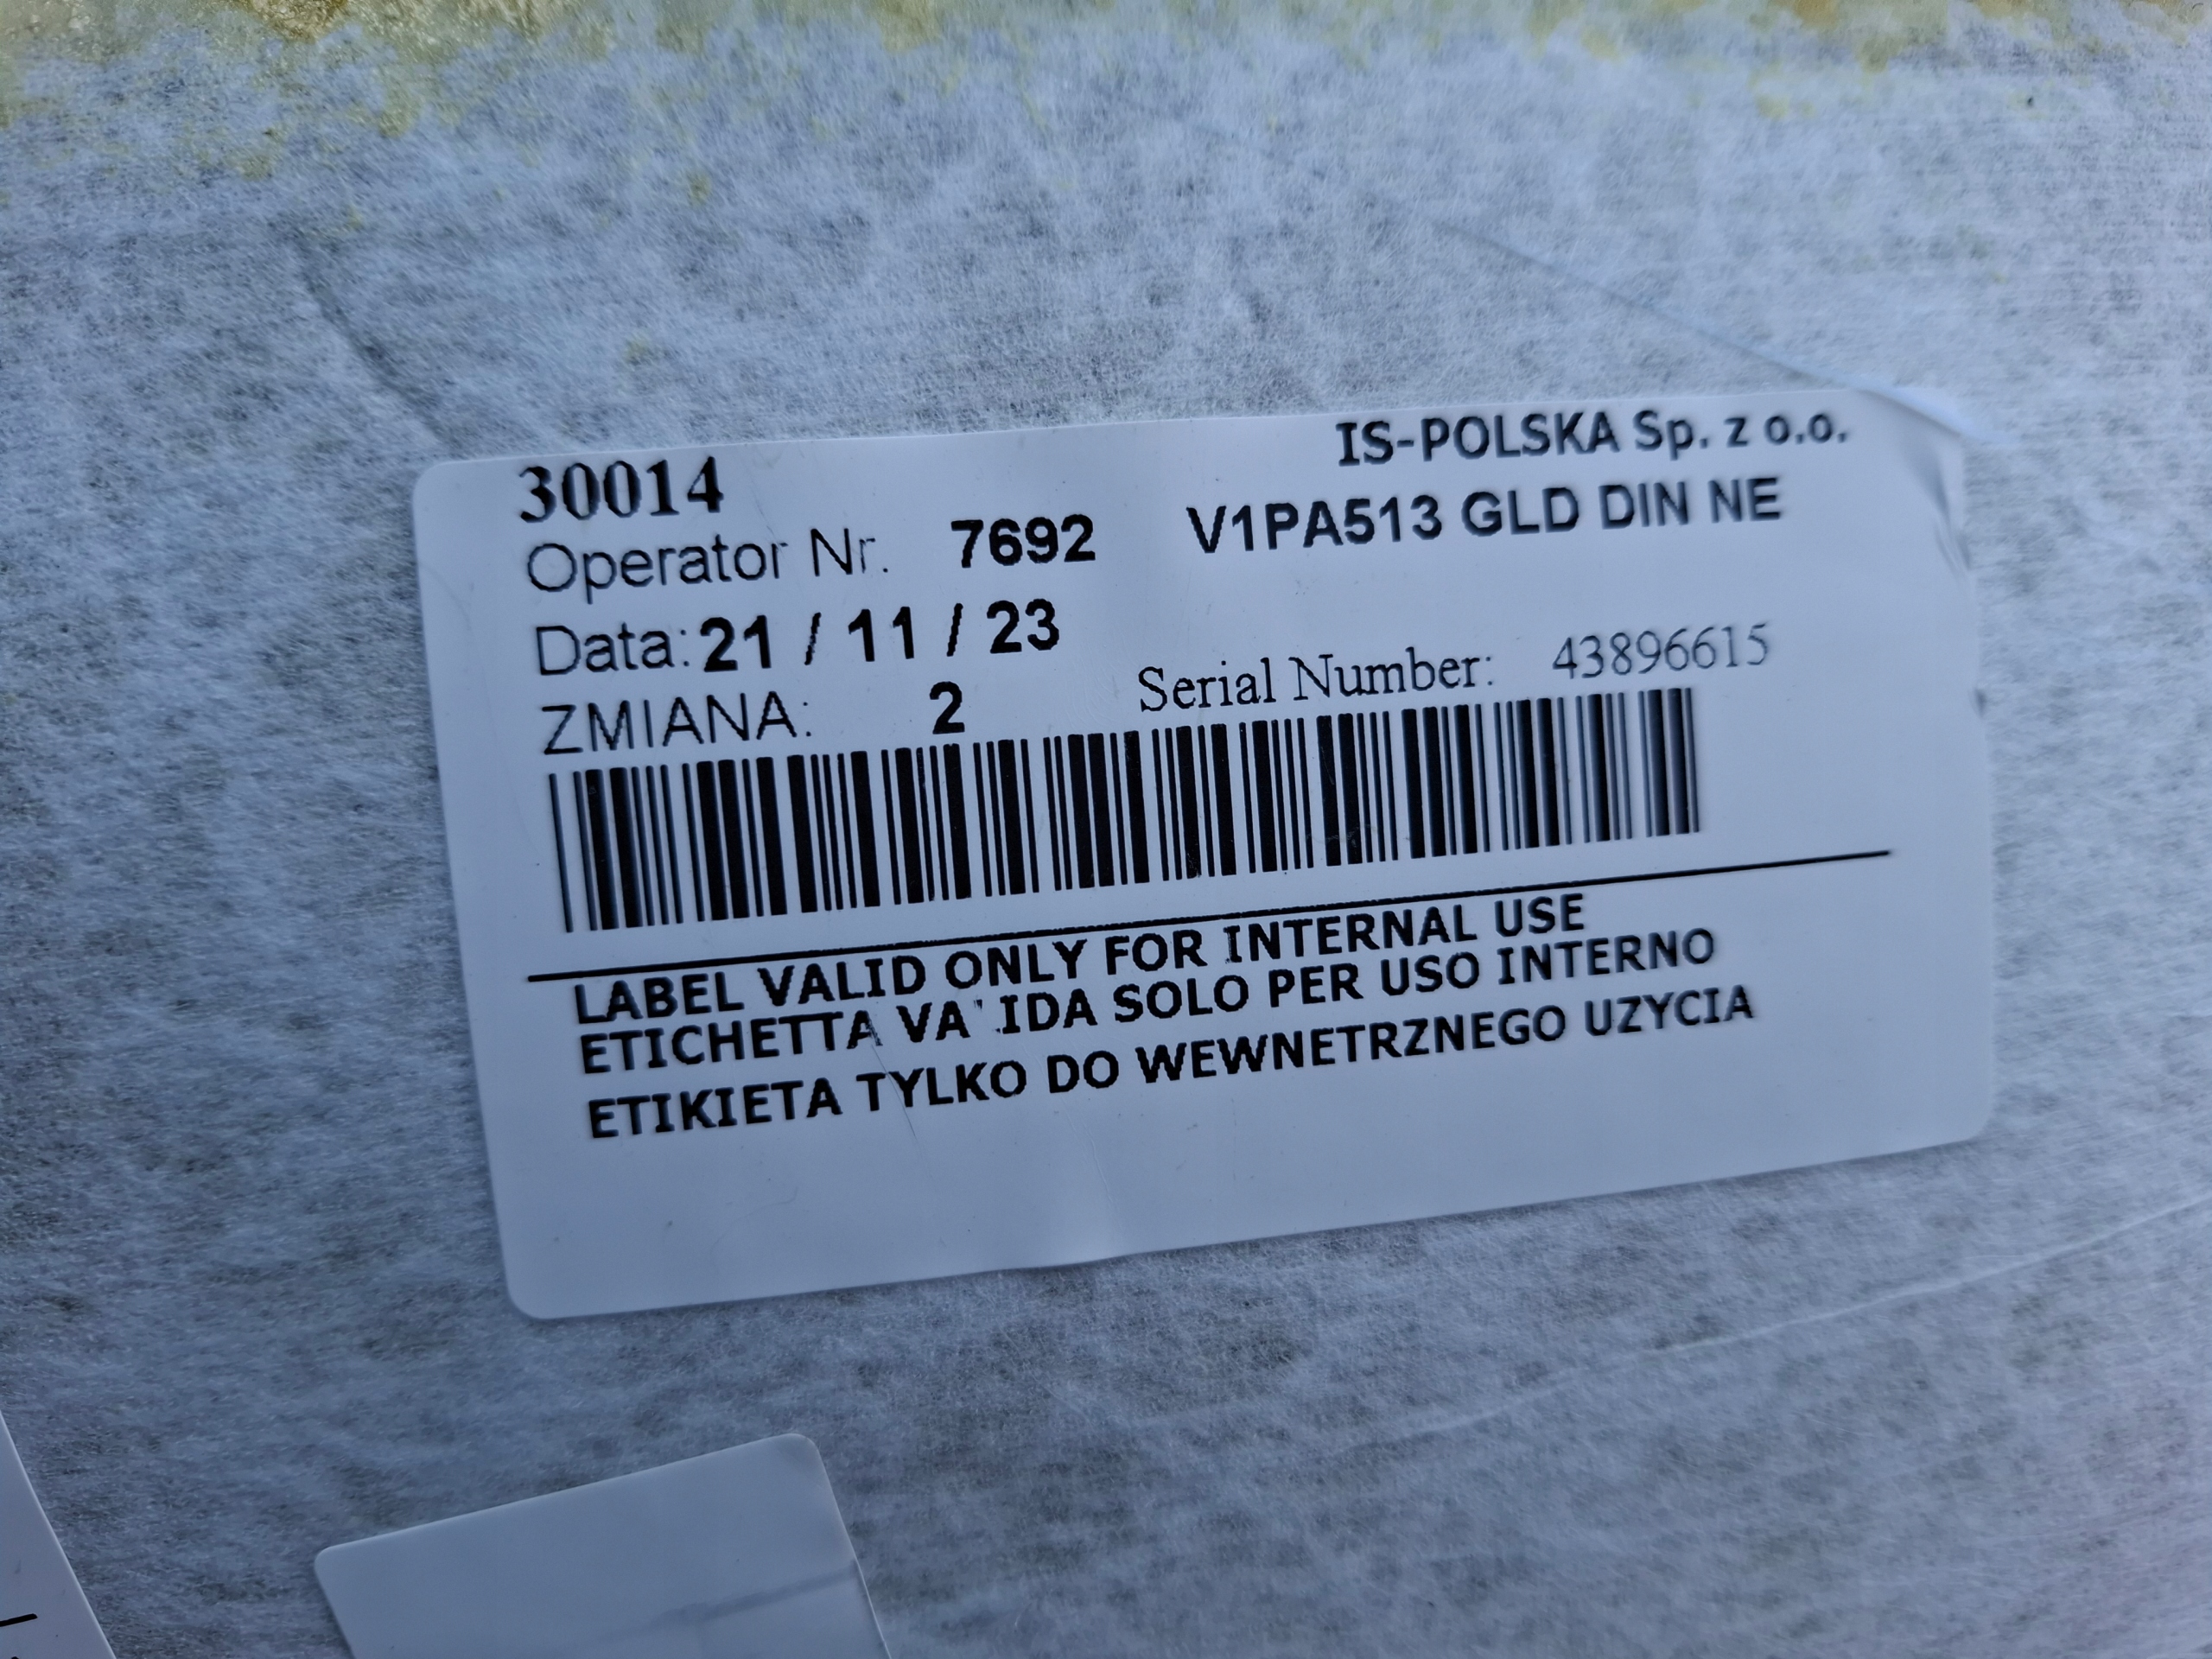 IS-POLSKA Sp. z o.o.
30014
Operator Nr. 7692 V1PA513 GLD DIN NE
Data: 21 / 11 / 23
Serial Number: 43896615
ZMIANA: 2
LABEL VALID ONLY FOR INTERNAL USE
ETICHETTA VA'IDA SOLO PER USO INTERNO
ETIKIETA TYLKO DO WEWNETRZNEGO UZYCIA